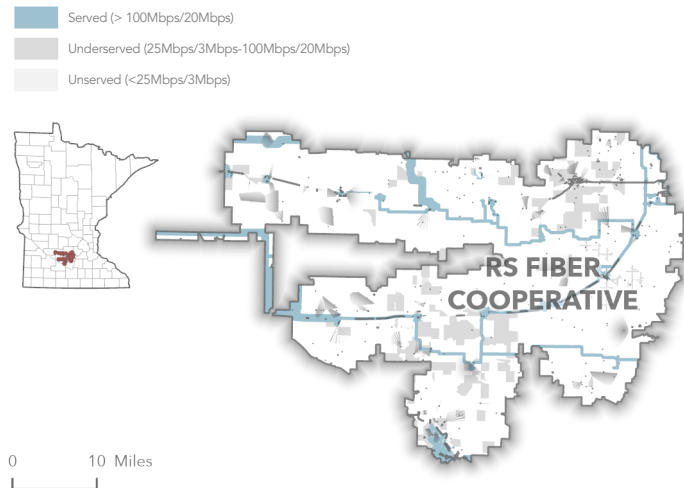 Served (> 100Mbps/20Mbps)
Underserved (25Mbps/3Mbps-100Mbps/20Mbps)
Unserved (<25Mbps/3Mbps)
RS FIBER
COOPERATIVE
0 10 Miles